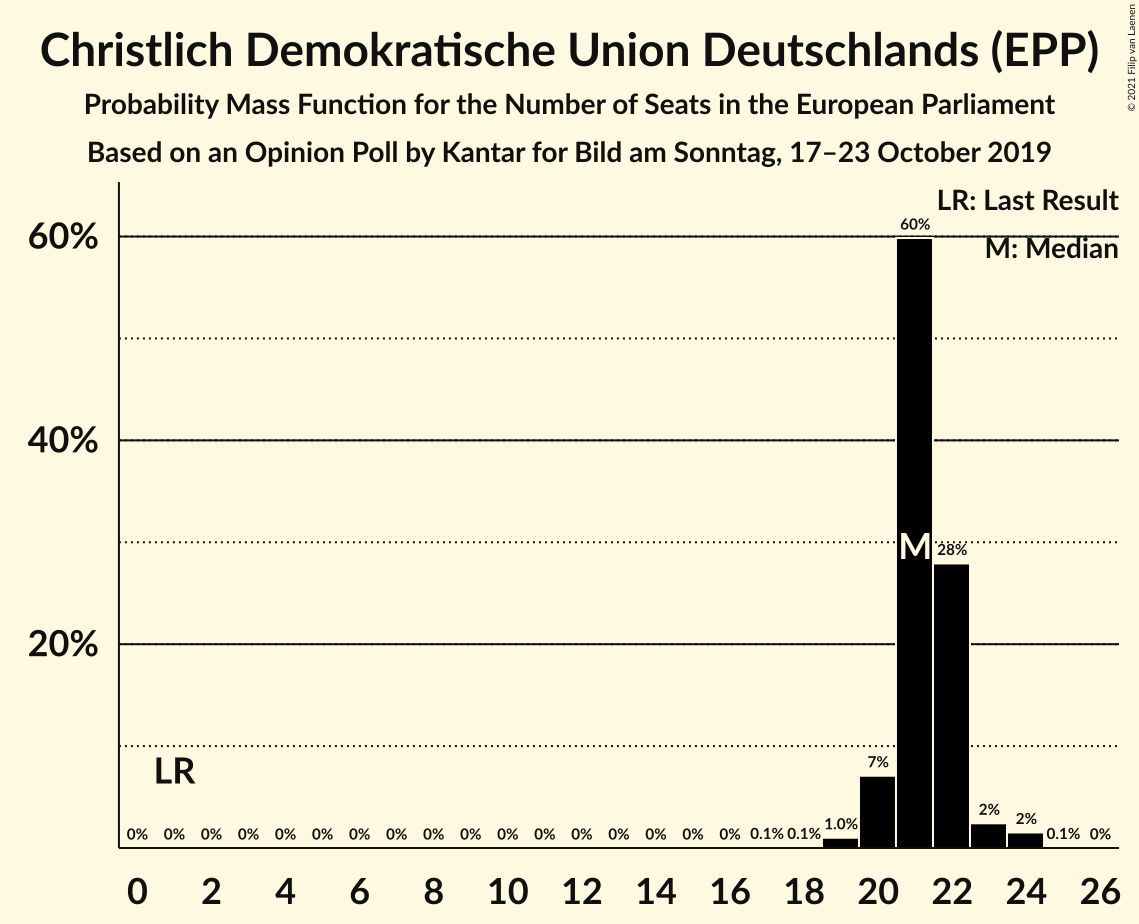 Christlich Demokratische Union Deutschlands (EPP)
Probability Mass Function for the Number of Seats in the European Parliament
Based on an Opinion Poll by Kantar for Bild am Sonntag, 17–23 October 2019
© 2021 Filip van Laenen
LR: Last Result
M: Median
60%
40%
20%
LR
M
0% 0% 0% 0% 0% 0% 0% 0% 0% 0% 0% 0% 0% 0% 0% 0% 0% 0.1% 0.1% 1.0% 7% 60% 28% 2% 2% 0.1% 0%
0 2 4 6 8 10 12 14 16 18 20 22 24 26